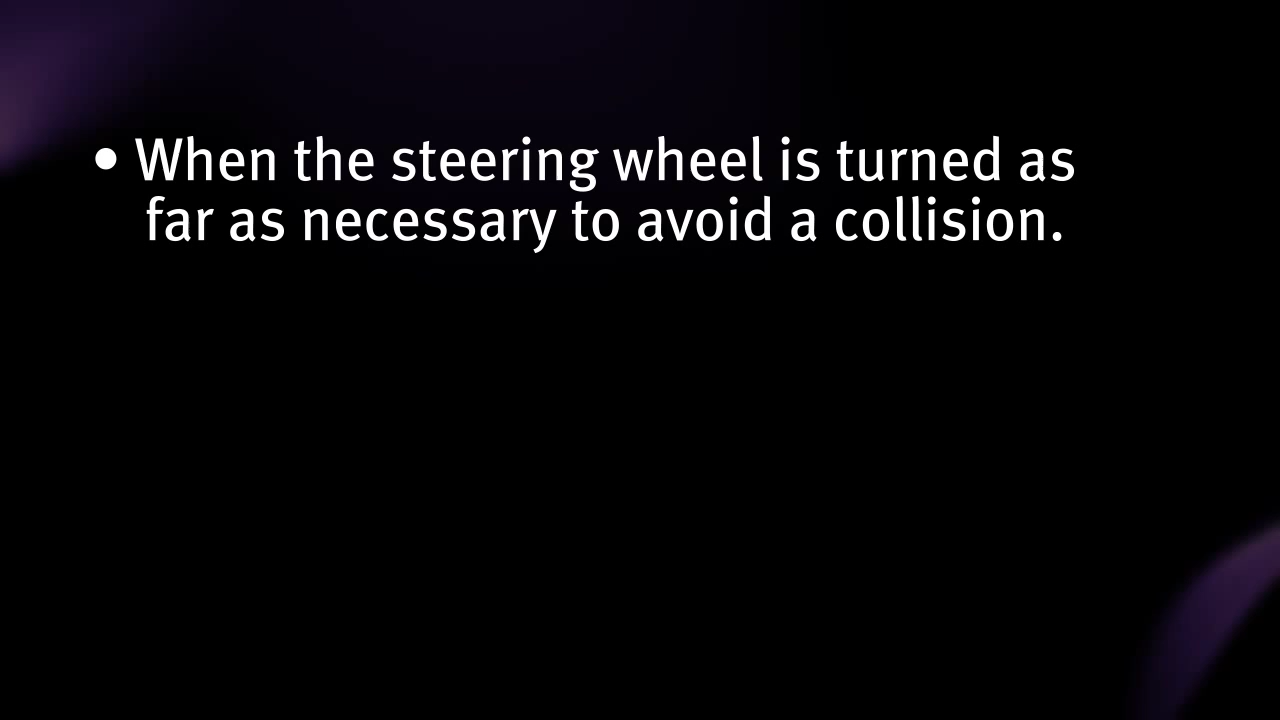 • When the steering wheel is turned as
far as necessary to avoid a collision.